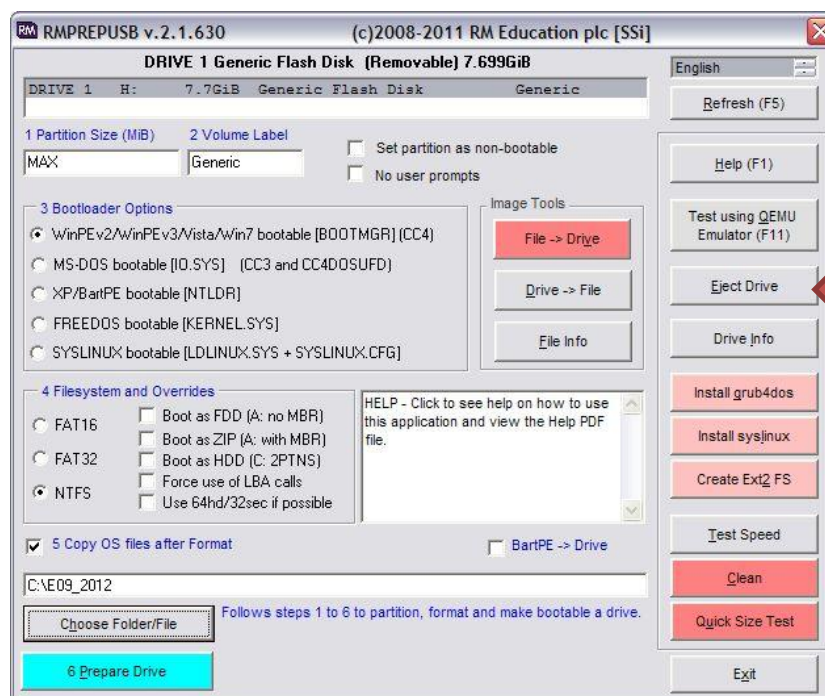 RM RMPREPUSB v.2.1.630 (c)2008-2011 RM Education plc [SSi]
DRIVE 1 Generic Flash Disk (Removable) 7.699GiB
DRIVE 1 H: 7.7GiB Generic Flash Disk Generic
English
Refresh (F5)
1 Partition Size (MiB)
MAX
2 Volume Label
Generic
Set partition as non-bootable
No user prompts
3 Bootloader Options
WinPEv2/WinPEv3/Vista/Win7 bootable [BOOTMGR] (CC4)
MS-DOS bootable [IO.SYS] (CC3 and CC4DOSUFD)
XP/BartPE bootable [NTLDR]
FREEDOS bootable [KERNEL.SYS]
SYSLINUX bootable [LDLINUX.SYS + SYSLINUX.CFG]
Image Tools
File -> Drive
Drive -> File
File Info
4 Filesystem and Overrides
FAT16
FAT32
NTFS
Boot as FDD (A: no MBR)
Boot as ZIP (A: with MBR)
Boot as HDD (C: 2PTNS)
Force use of LBA calls
Use 64hd/32sec if possible
HELP - Click to see help on how to use
this application and view the Help PDF
file.
5 Copy OS files after Format
BartPE -> Drive
C:\E09_2012
Choose Folder/File
Follows steps 1 to 6 to partition, format and make bootable a drive.
6 Prepare Drive
Help (F1)
Test using QEMU
Emulator (F11)
Eject Drive
Drive Info
Install grub4dos
Install syslinux
Create Ext2 FS
Test Speed
Clean
Quick Size Test
Exit